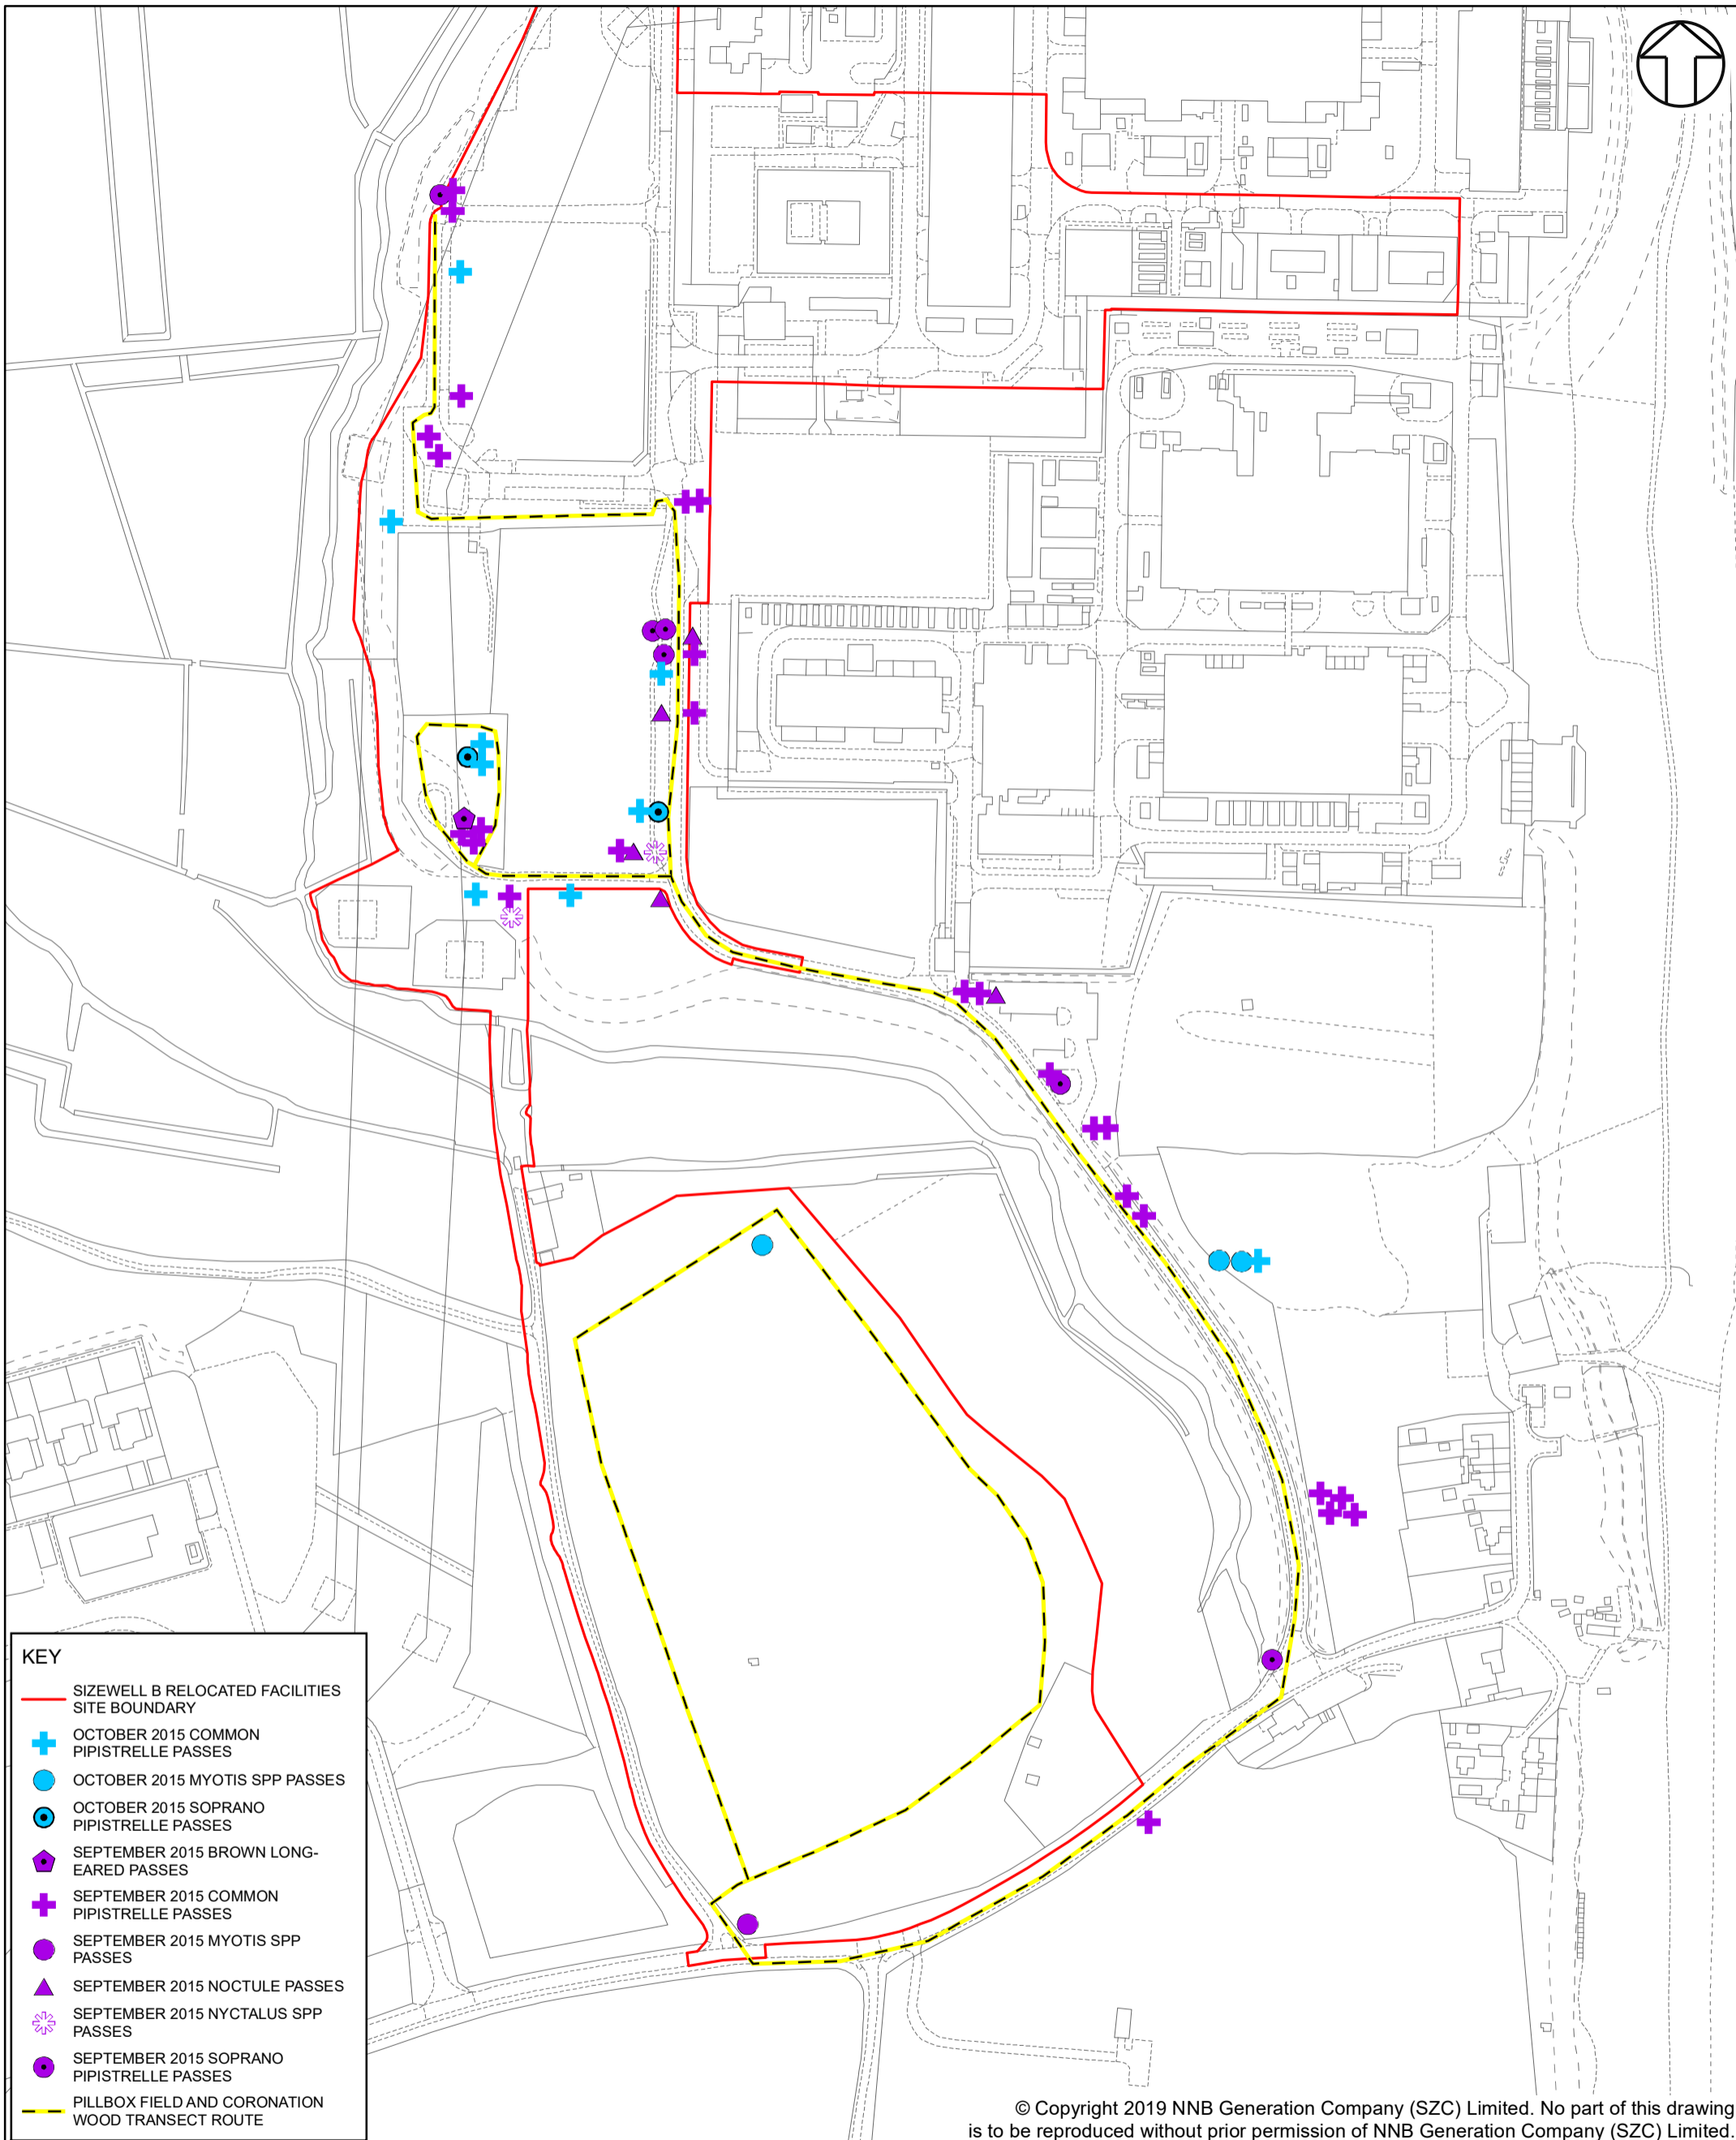 KEY
SIZEWELL B RELOCATED FACILITIES
SITE BOUNDARY
OCTOBER 2015 COMMON
PIPISTRELLE PASSES
OCTOBER 2015 MYOTIS SPP PASSES
OCTOBER 2015 SOPRANO
PIPISTRELLE PASSES
SEPTEMBER 2015 BROWN LONG-
EARED PASSES
SEPTEMBER 2015 COMMON
PIPISTRELLE PASSES
SEPTEMBER 2015 MYOTIS SPP
PASSES
SEPTEMBER 2015 NOCTULE PASSES
SEPTEMBER 2015 NYCTALUS SPP
PASSES
SEPTEMBER 2015 SOPRANO
PIPISTRELLE PASSES
PILLBOX FIELD AND CORONATION
WOOD TRANSECT ROUTE
© Copyright 2019 NNB Generation Company (SZC) Limited. No part of this drawing
is to be reproduced without prior permission of NNB Generation Company (SZC) Limited.